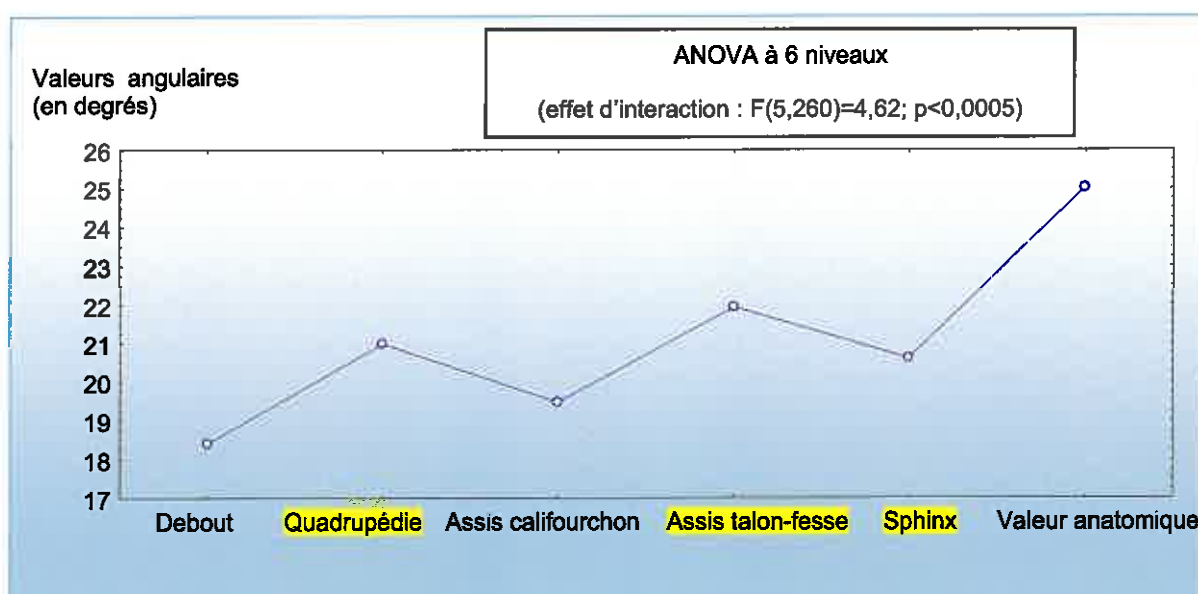 Valeurs angulaires
(en degrés)
ANOVA à 6 niveaux
(effet d'interaction : F(5,260)=4,62; p<0,0005)
26
25
24
23
22
21
20
19
18
17
Debout Quadrupédie Assis califourchon Assis talon-fesse Sphinx Valeur anatomique